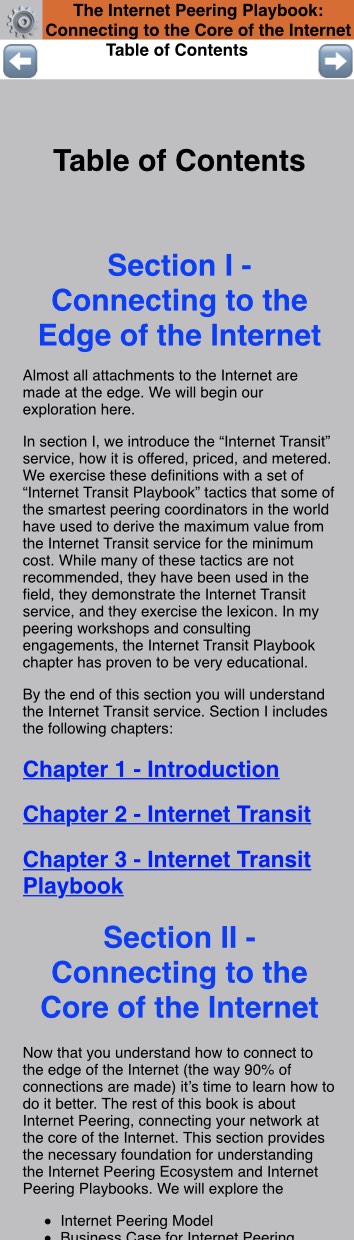 The Internet Peering Playbook:
Connecting to the Core of the Internet
Table of Contents
Table of Contents
Section I -
Connecting to the
Edge of the Internet
Almost all attachments to the Internet are
made at the edge. We will begin our
exploration here.
In section I, we introduce the “Internet Transit”
service, how it is offered, priced, and metered.
We exercise these definitions with a set of
“Internet Transit Playbook” tactics that some of
the smartest peering coordinators in the world
have used to derive the maximum value from
the Internet Transit service for the minimum
cost. While many of these tactics are not
recommended, they have been used in the
field, they demonstrate the Internet Transit
service, and they exercise the lexicon. In my
peering workshops and consulting
engagements, the Internet Transit Playbook
chapter has proven to be very educational.
By the end of this section you will understand
the Internet Transit service. Section I includes
the following chapters:
Chapter 1 - Introduction
Chapter 2 - Internet Transit
Chapter 3 - Internet Transit
Playbook
Section II -
Connecting to the
Core of the Internet
Now that you understand how to connect to
the edge of the Internet (the way 90% of
connections are made) it’s time to learn how to
do it better. The rest of this book is about
Internet Peering, connecting your network at
the core of the Internet. This section provides
the necessary foundation for understanding
the Internet Peering Ecosystem and Internet
Peering Playbooks. We will explore the
• Internet Peering Model
• Business Case for Internet Peering